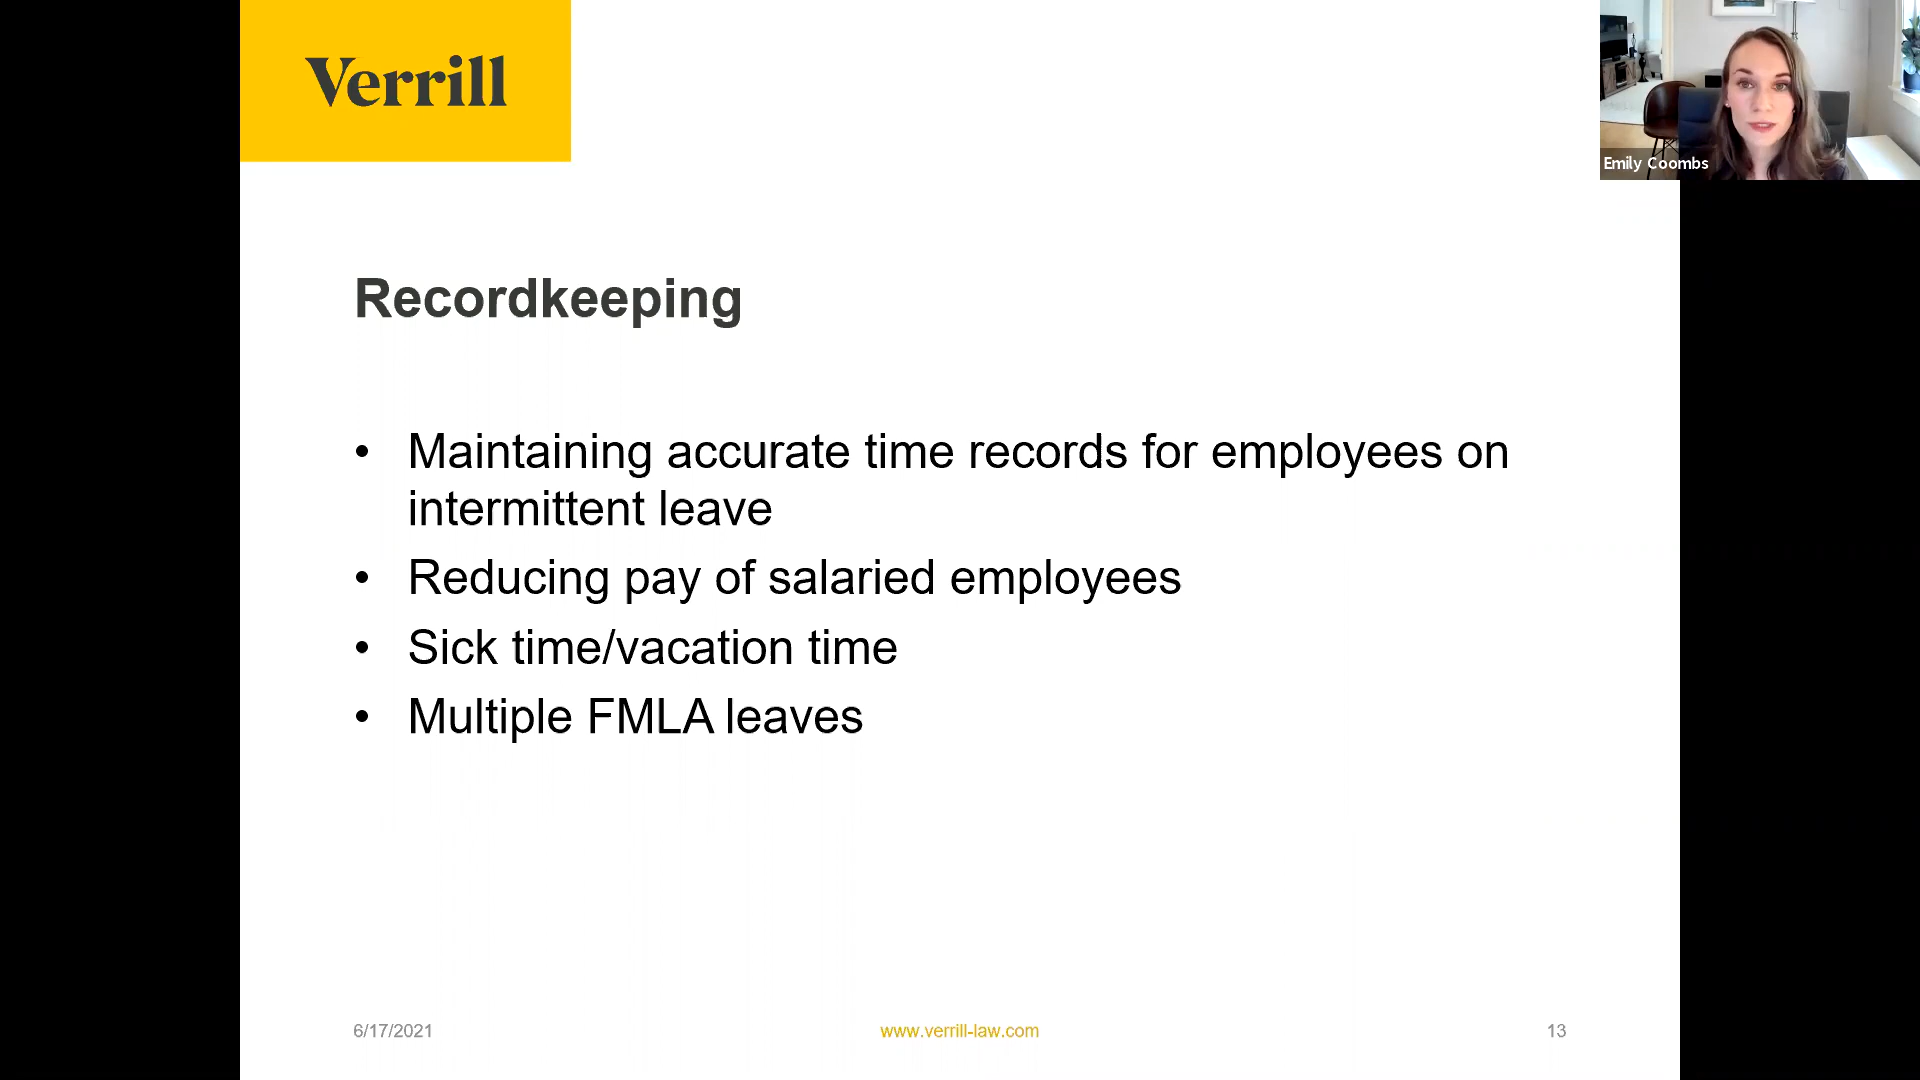 Verrill
Emily Coombs
Recordkeeping
• Maintaining accurate time records for employees on
intermittent leave
• Reducing pay of salaried employees
• Sick time/vacation time
• Multiple FMLA leaves
6/17/2021
www.verrill-law.com
13